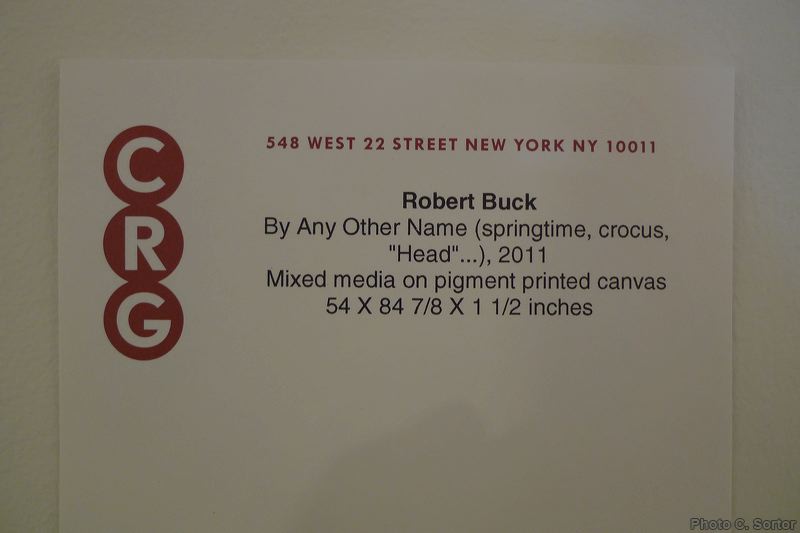 C
R
G
548 WEST 22 STREET NEW YORK NY 10011
Robert Buck
By Any Other Name (springtime, crocus,
"Head"...), 2011
Mixed media on pigment printed canvas
54 X 84 7/8 X 1 1/2 inches
Photo C. Sortor